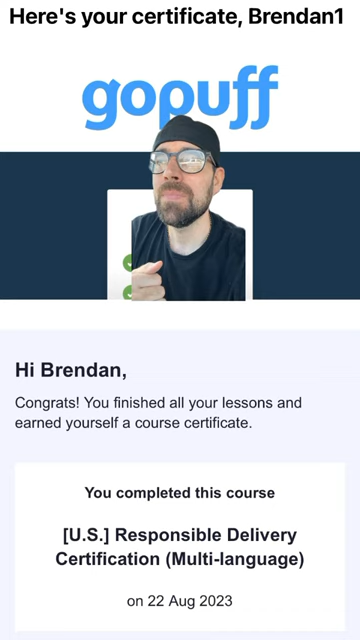 Here's your certificate, Brendan1
gopuff
Hi Brendan,
Congrats! You finished all your lessons and
earned yourself a course certificate.
You completed this course
[U.S.] Responsible Delivery
Certification (Multi-language)
on 22 Aug 2023